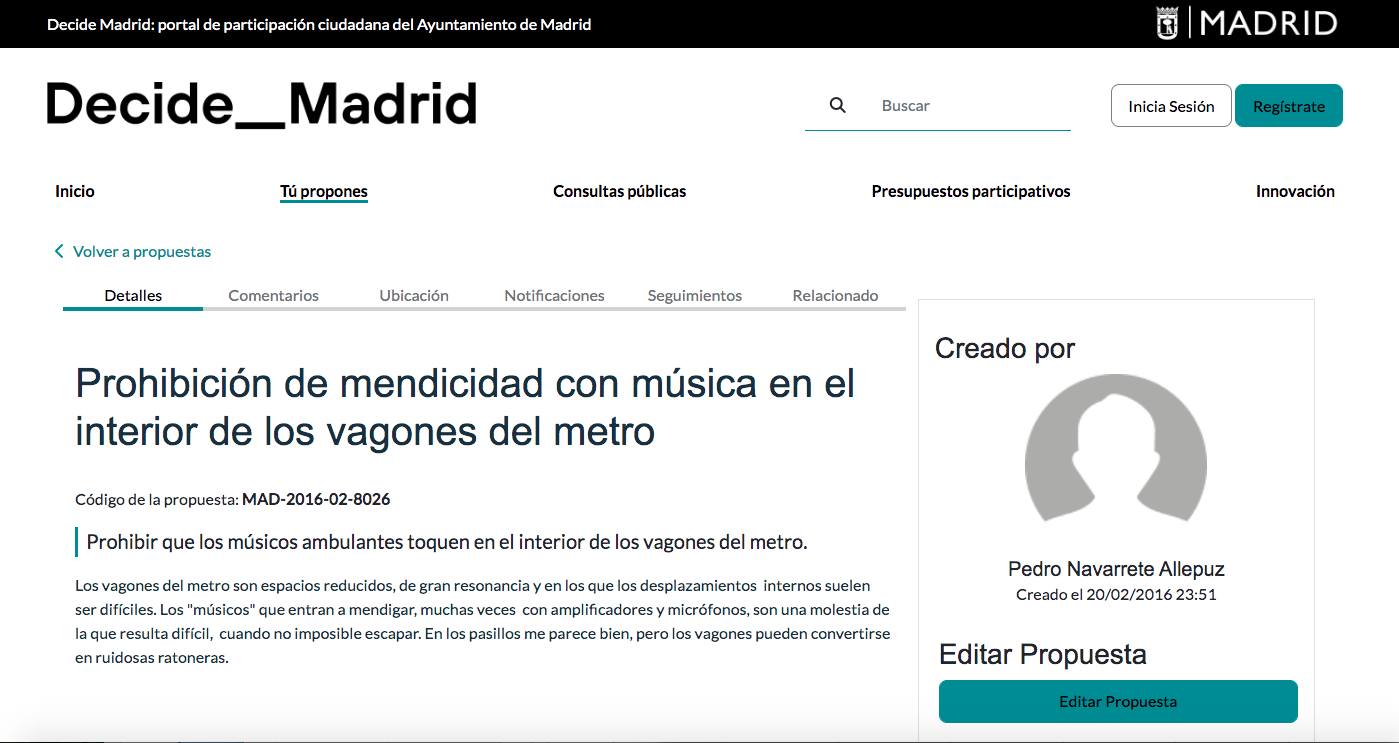 Decide Madrid: portal de participación ciudadana del Ayuntamiento de Madrid
MADRID
Decide__Madrid
Buscar
Inicia Sesión
Regístrate
Inicio
Tú propones
Consultas públicas
Presupuestos participativos
Innovación
Volver a propuestas
Detalles
Comentarios
Ubicación
Notificaciones
Seguimientos
Relacionado
Prohibición de mendicidad con música en el
interior de los vagones del metro
Código de la propuesta: MAD-2016-02-8026
Prohibir que los músicos ambulantes toquen en el interior de los vagones del metro.
Los vagones del metro son espacios reducidos, de gran resonancia y en los que los desplazamientos internos suelen
ser difíciles. Los "músicos" que entran a mendigar, muchas veces con amplificadores y micrófonos, son una molestia de
la que resulta difícil, cuando no imposible escapar. En los pasillos me parece bien, pero los vagones pueden convertirse
en ruidosas ratoneras.
Creado por
Pedro Navarrete Allepuz
Creado el 20/02/2016 23:51
Editar Propuesta
Editar Propuesta